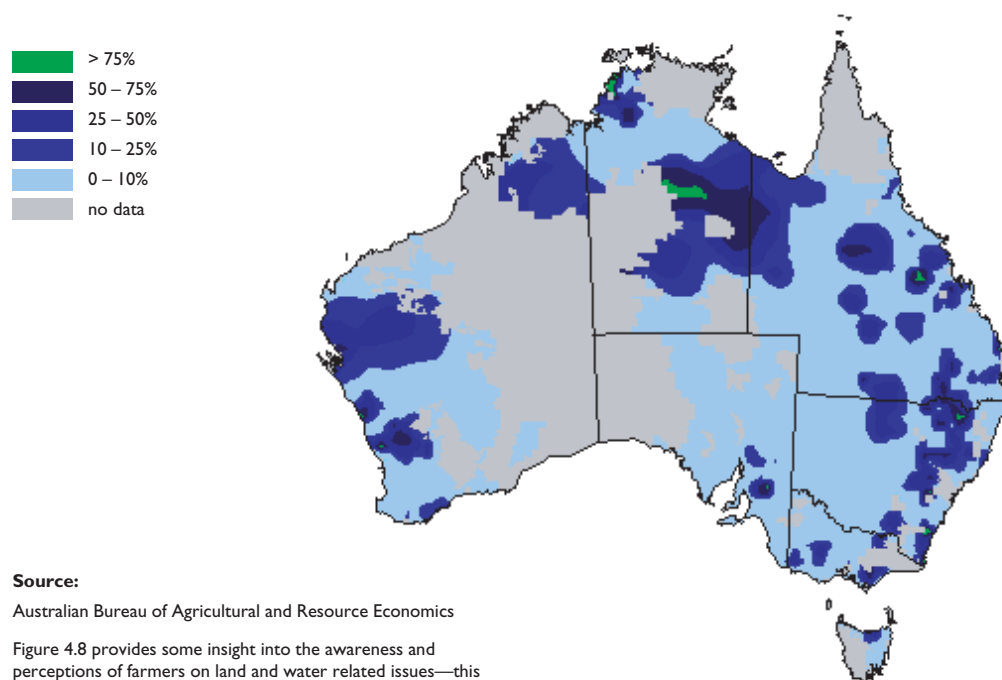 > 75%
50 – 75%
25 – 50%
10 – 25%
0 – 10%
no data
Source:
Australian Bureau of Agricultural and Resource Economics
Figure 4.8 provides some insight into the awareness and
perceptions of farmers on land and water related issues—this